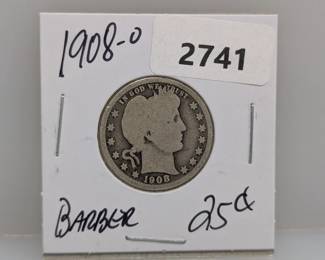 1908-O
2741
IN GOD WE TRUST
1908
BARBER
25¢